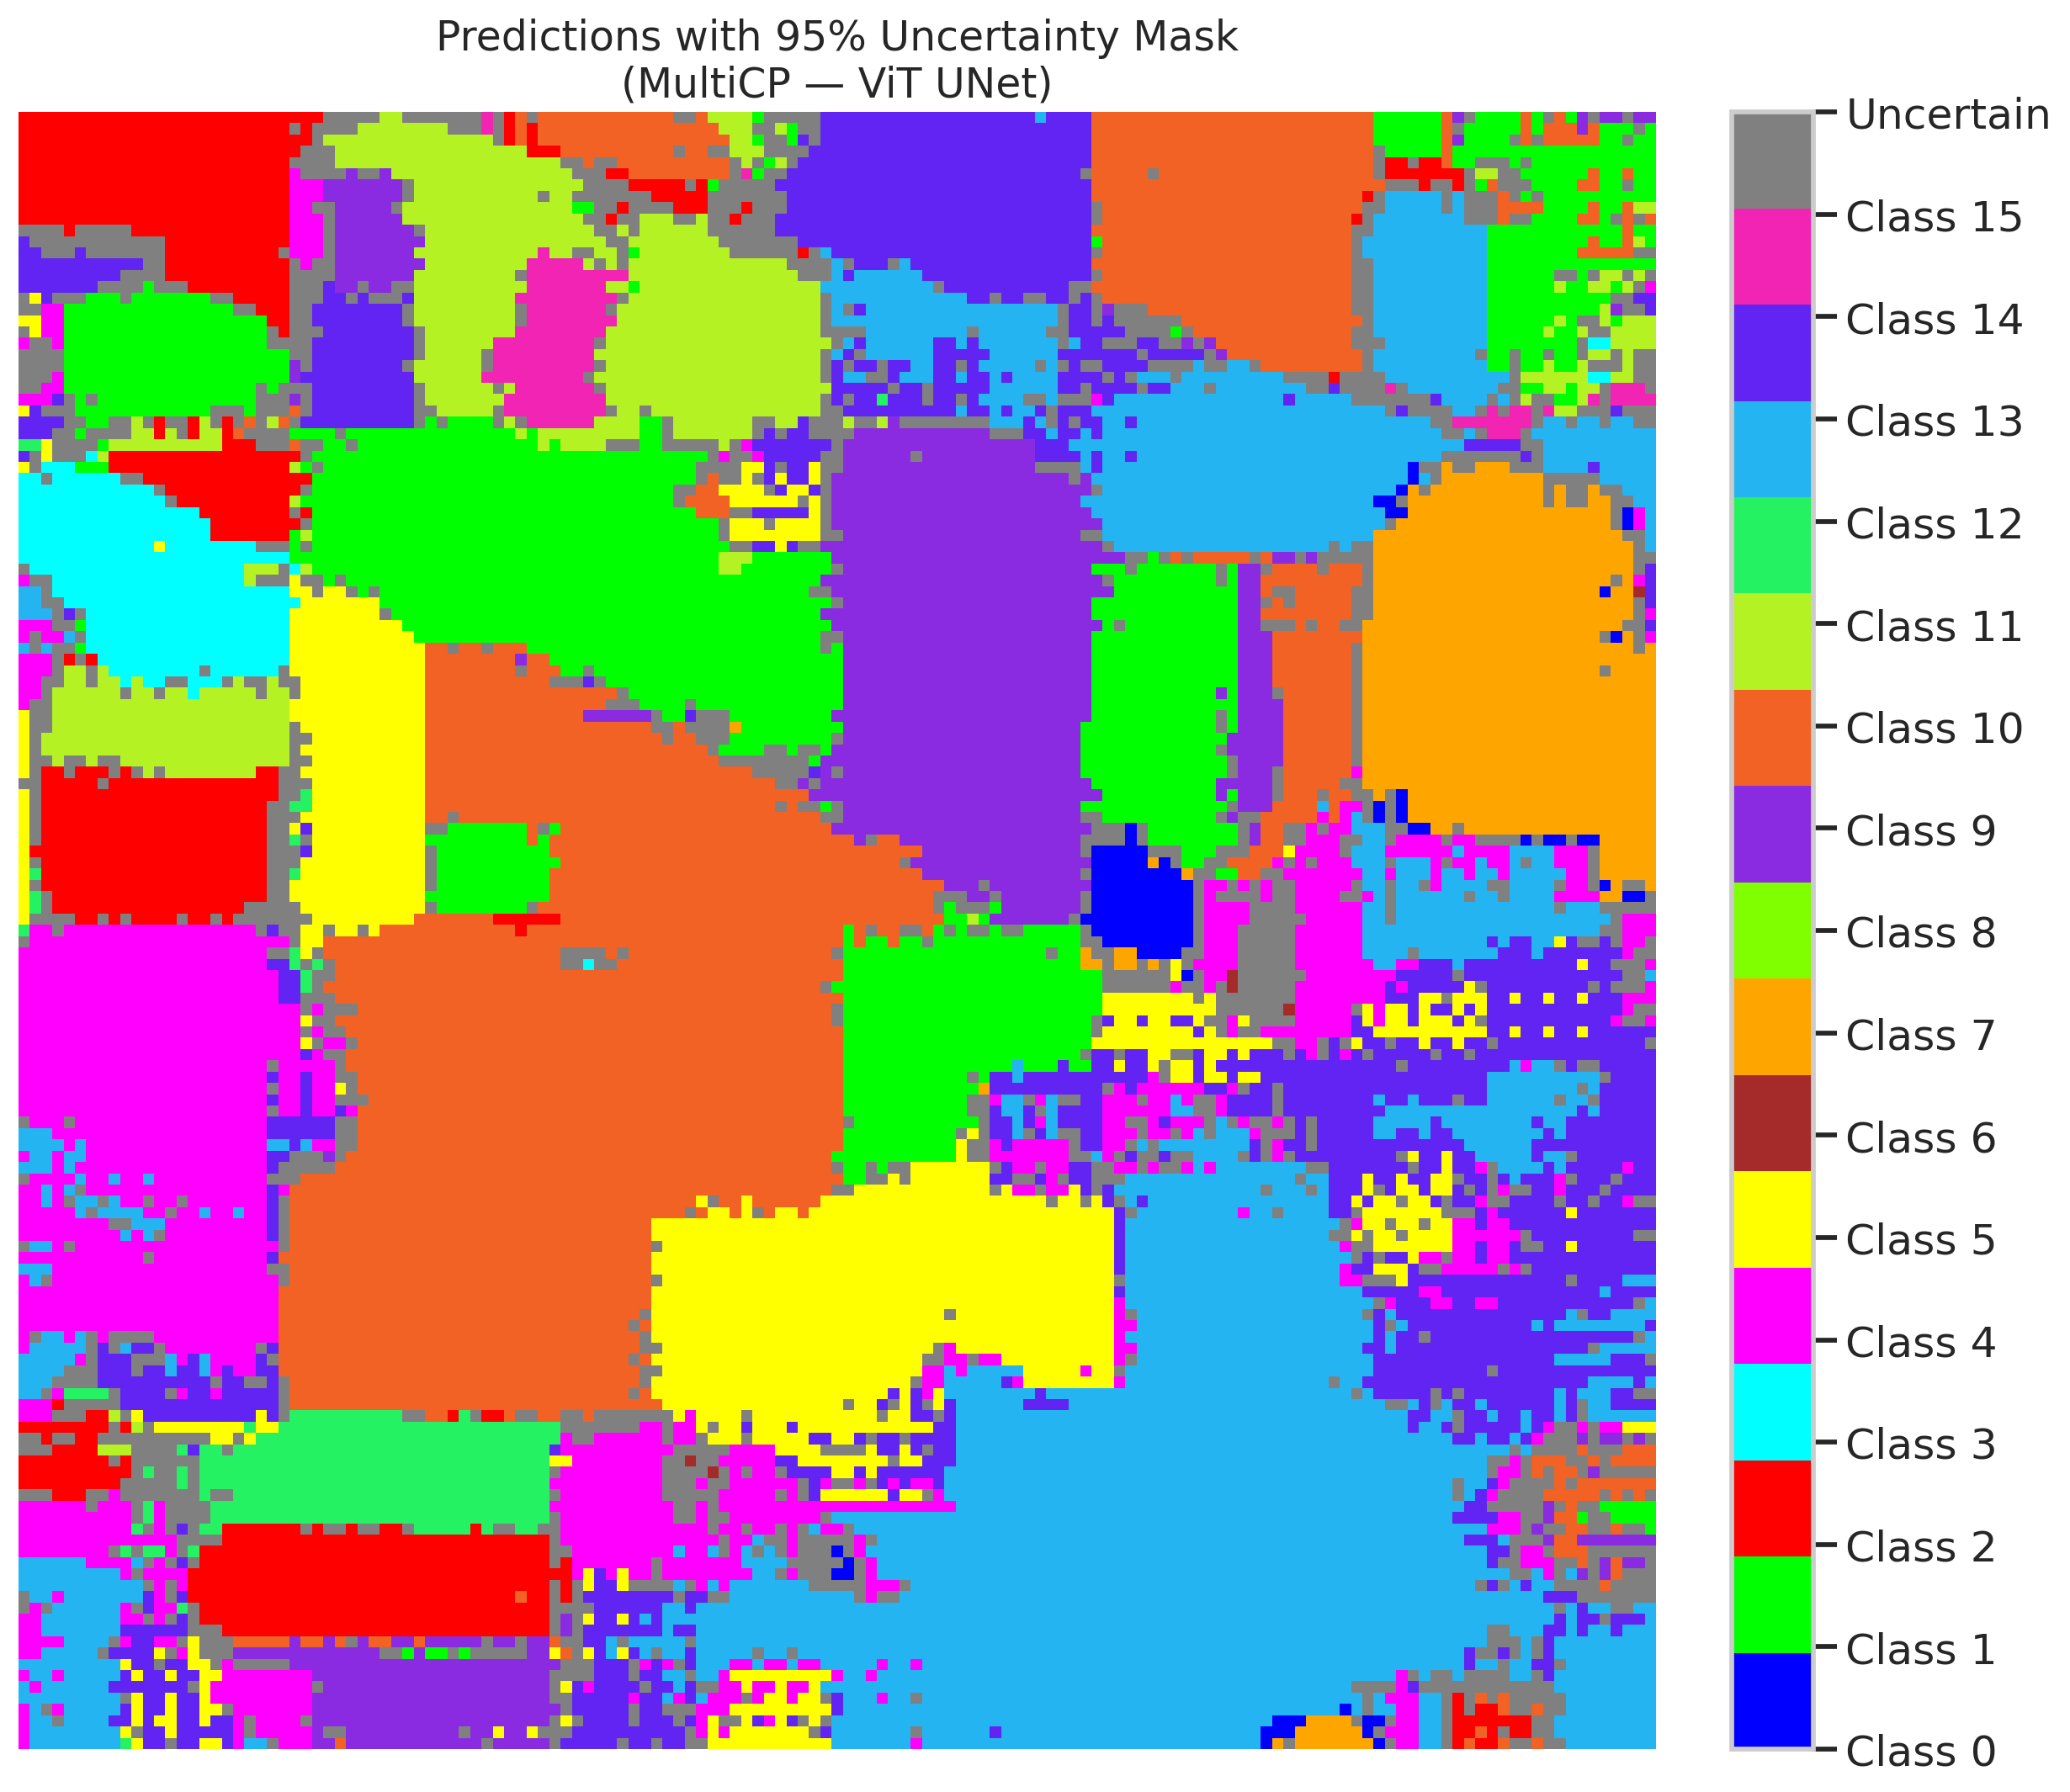 Predictions with 95% Uncertainty Mask
(MultiCP — ViT UNet)
Uncertain
Class 15
Class 14
Class 13
Class 12
Class 11
Class 10
Class 9
Class 8
Class 7
Class 6
Class 5
Class 4
Class 3
Class 2
Class 1
Class 0